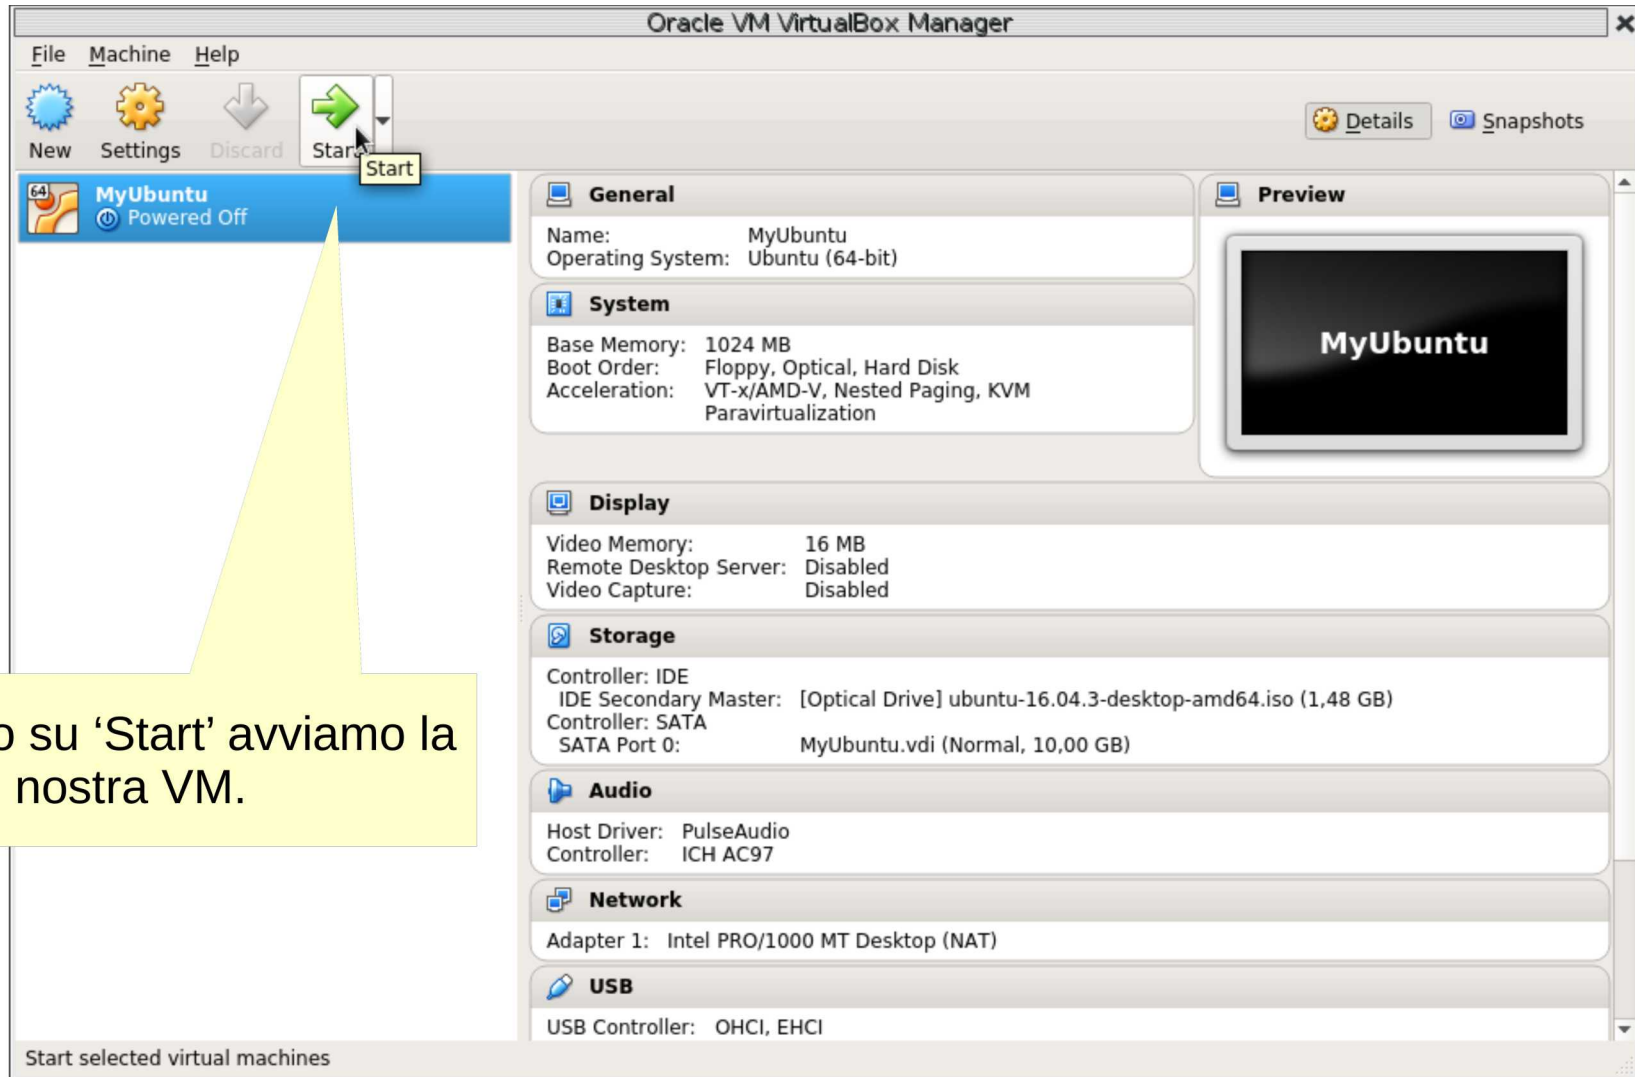 Oracle VM VirtualBox Manager
File Machine Help
New Settings Discard Start
Details Snapshots
Start
64
MyUbuntu
Powered Off
General
Name: MyUbuntu
Operating System: Ubuntu (64-bit)
Preview
MyUbuntu
System
Base Memory: 1024 MB
Boot Order: Floppy, Optical, Hard Disk
Acceleration: VT-x/AMD-V, Nested Paging, KVM
Paravirtualization
Display
Video Memory: 16 MB
Remote Desktop Server: Disabled
Video Capture: Disabled
Storage
Controller: IDE
IDE Secondary Master: [Optical Drive] ubuntu-16.04.3-desktop-amd64.iso (1,48 GB)
Controller: SATA
SATA Port 0: MyUbuntu.vdi (Normal, 10,00 GB)
o su ‘Start’ avviamo la
nostra VM.
Audio
Host Driver: PulseAudio
Controller: ICH AC97
Network
Adapter 1: Intel PRO/1000 MT Desktop (NAT)
USB
USB Controller: OHCI, EHCI
Start selected virtual machines